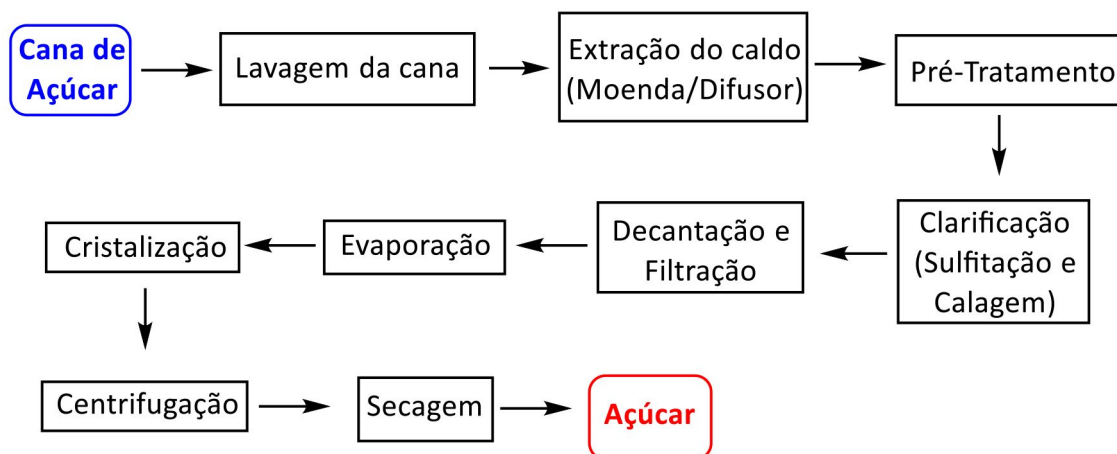 Cana de
Açúcar
Lavagem da cana
Extração do caldo
(Moenda/Difusor)
Pré-Tratamento
Clarificação
(Sulfitação e
Calagem)
Decantação e
Filtração
Evaporação
Cristalização
Centrifugação
Secagem
Açúcar